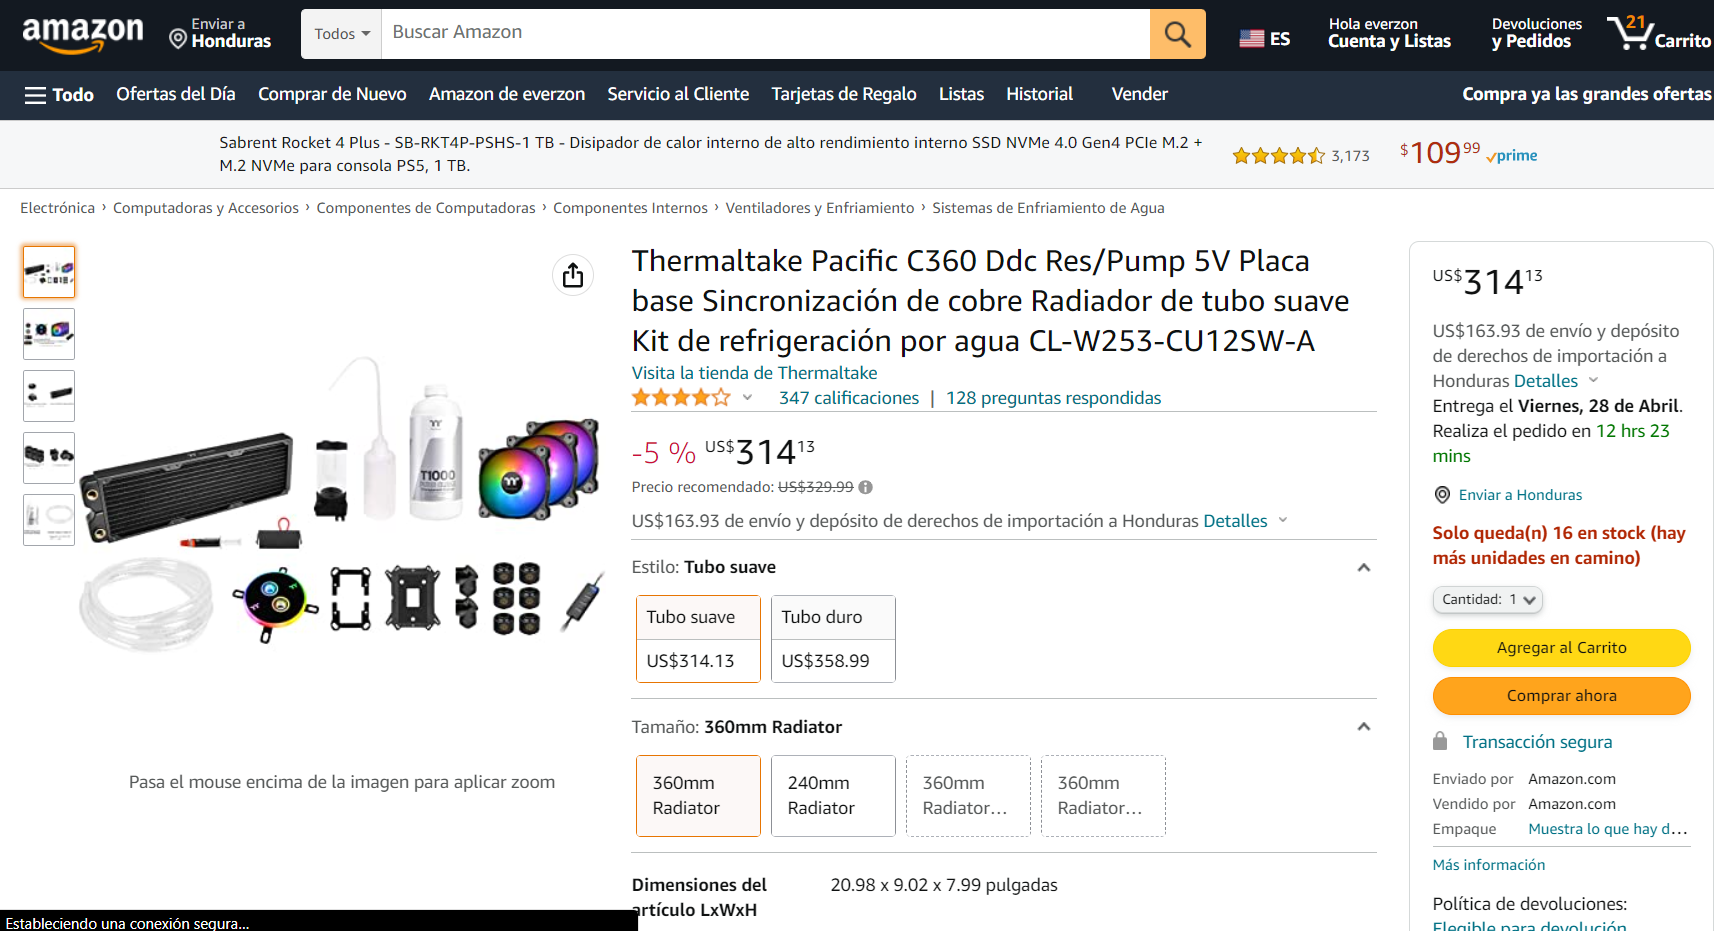 amazon
Enviar a
Honduras
Todos
Buscar Amazon
ES
Hola everzon
Cuenta y Listas
Devoluciones
y Pedidos
21
Carrito
Todo
Ofertas del Día
Comprar de Nuevo
Amazon de everzon
Servicio al Cliente
Tarjetas de Regalo
Listas
Historial
Vender
Compra ya las grandes ofertas
Sabrent Rocket 4 Plus - SB-RKT4P-PSHS-1 TB - Disipador de calor interno de alto rendimiento interno SSD NVMe 4.0 Gen4 PCIe M.2 +
M.2 NVMe para consola PS5, 1 TB.
3,173
$109 99
prime
Electrónica › Computadoras y Accesorios › Componentes de Computadoras › Componentes Internos › Ventiladores y Enfriamiento › Sistemas de Enfriamiento de Agua
T1000
Pasa el mouse encima de la imagen para aplicar zoom
Thermaltake Pacific C360 Ddc Res/Pump 5V Placa
base Sincronización de cobre Radiador de tubo suave
Kit de refrigeración por agua CL-W253-CU12SW-A
Visita la tienda de Thermaltake
347 calificaciones | 128 preguntas respondidas
-5 % US$314 13
Precio recomendado: US$329.99
US$163.93 de envío y depósito de derechos de importación a Honduras Detalles
Estilo: Tubo suave
Tubo suave
US$314.13
Tubo duro
US$358.99
Tamaño: 360mm Radiator
360mm
Radiator
240mm
Radiator
360mm
Radiator...
360mm
Radiator...
Dimensiones del
artículo LxWxH
20.98 x 9.02 x 7.99 pulgadas
US$314 13
US$163.93 de envío y depósito
de derechos de importación a
Honduras Detalles
Entrega el Viernes, 28 de Abril.
Realiza el pedido en 12 hrs 23
mins
Enviar a Honduras
Solo queda(n) 16 en stock (hay
más unidades en camino)
Cantidad: 1
Agregar al Carrito
Comprar ahora
Transacción segura
Enviado por Amazon.com
Vendido por Amazon.com
Empaque Muestra lo que hay d...
Más información
Política de devoluciones:
Elegible para devolución
Estableciendo una conexión segura...